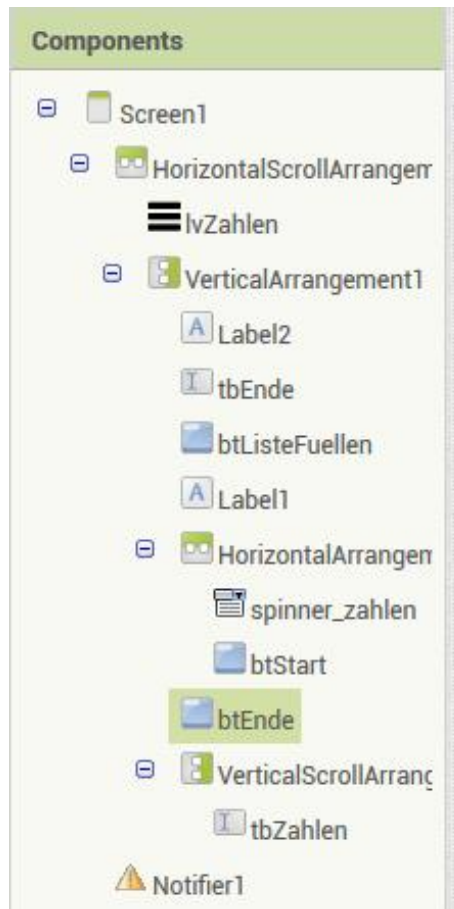 Components
Screen1
HorizontalScrollArrangem
lvZahlen
VerticalArrangement1
A Label2
tbEnde
btListeFuellen
A Label1
HorizontalArrangem
spinner_zahlen
btStart
btEnde
VerticalScrollArrang
tbZahlen
Notifier1